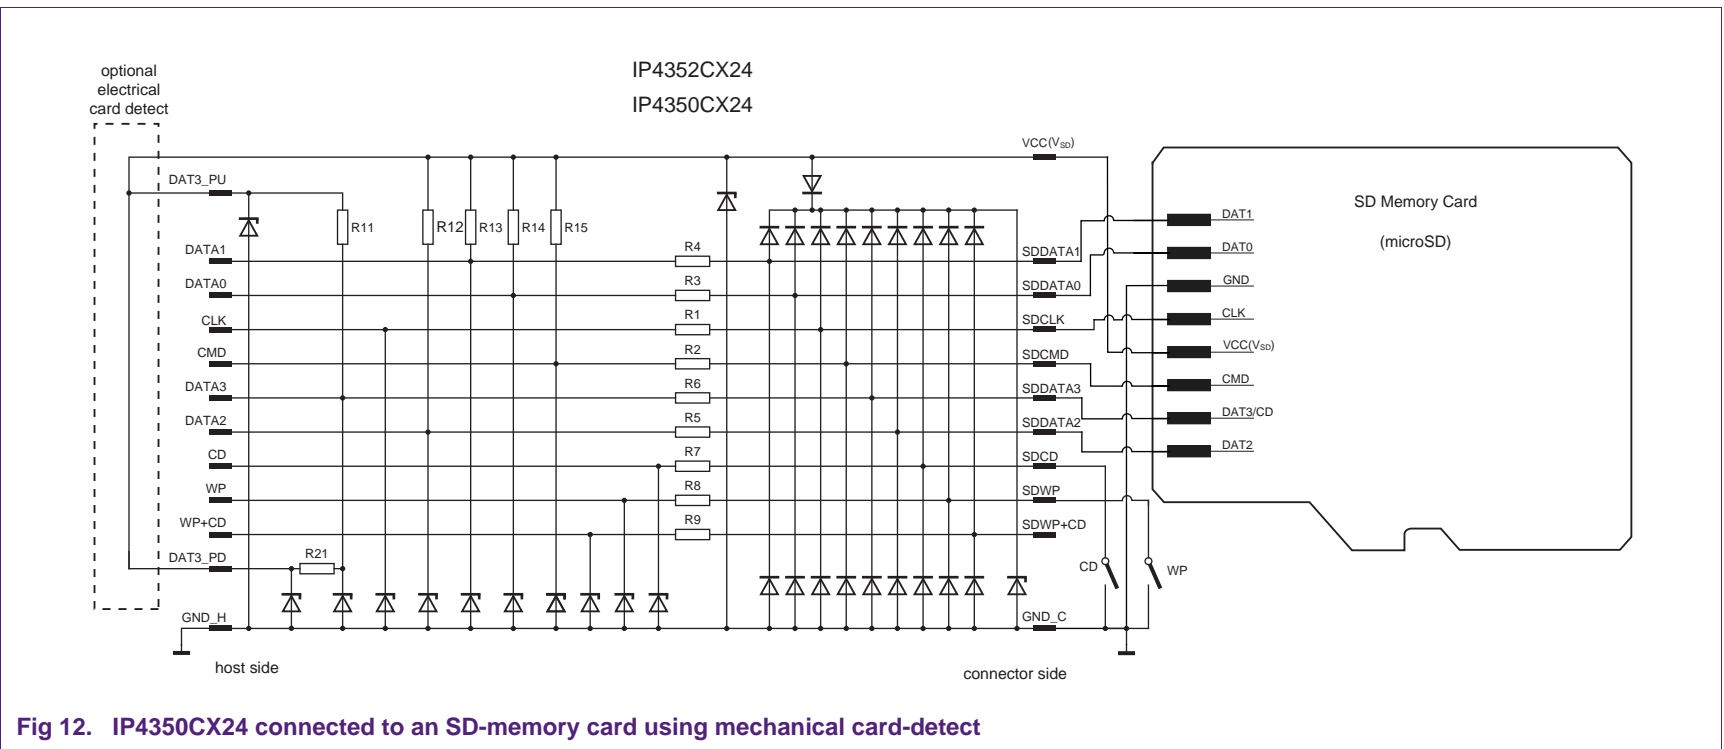 optional
electrical
card detect
IP4352CX24
IP4350CX24
VCC(VSD)
DAT3_PU
R11
R12
R13
R14
R15
DATA1
R4
SDDATA1
DATA0
R3
SDDATA0
CLK
R1
SDCLK
CMD
R2
SDCMD
DATA3
R6
SDDATA3
DATA2
R5
SDDATA2
CD
R7
SDCD
WP
R8
SDWP
WP+CD
R9
SDWP+CD
DAT3_PD
R21
GND_H
GND_C
CD
WP
host side
connector side
SD Memory Card
(microSD)
DAT1
DAT0
GND
CLK
VCC(VSD)
CMD
DAT3/CD
DAT2
Fig 12. IP4350CX24 connected to an SD-memory card using mechanical card-detect